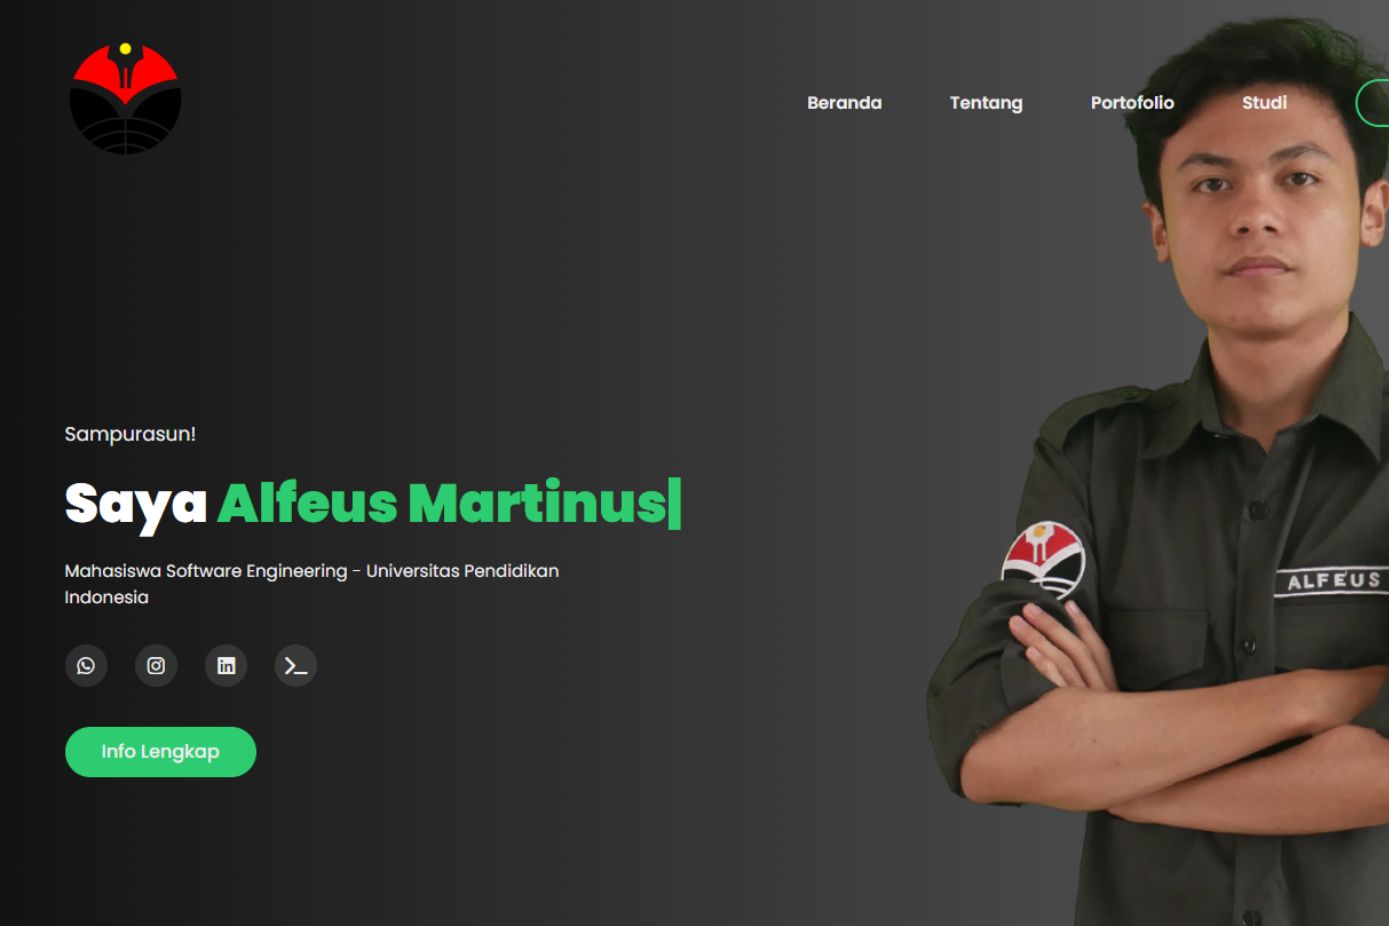 Beranda Tentang Portofolio Studi
Sampurasun!
Saya Alfeus Martinus|
Mahasiswa Software Engineering - Universitas Pendidikan
Indonesia
Info Lengkap
ALFEUS